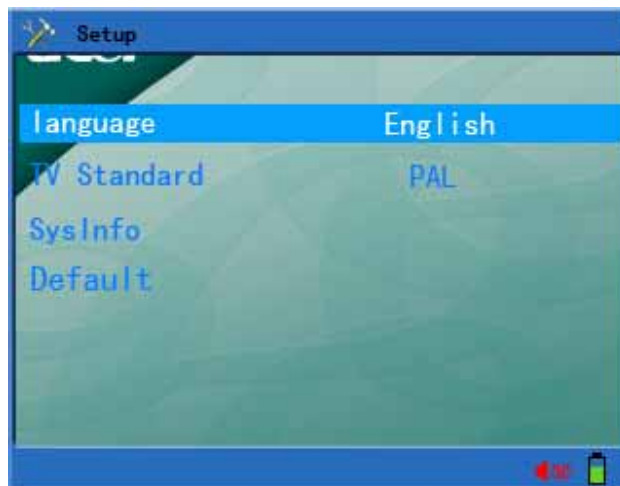 Setup
language English
TV Standard PAL
SysInfo
Default